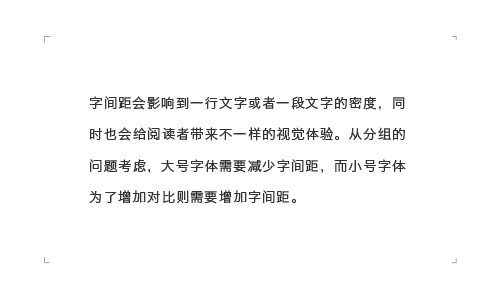 字间距会影响到一行文字或者一段文字的密度，同
时也会给阅读者带来不一样的视觉体验。从分组的
问题考虑，大号字体需要减少字间距，而小号字体
为了增加对比则需要增加字间距。